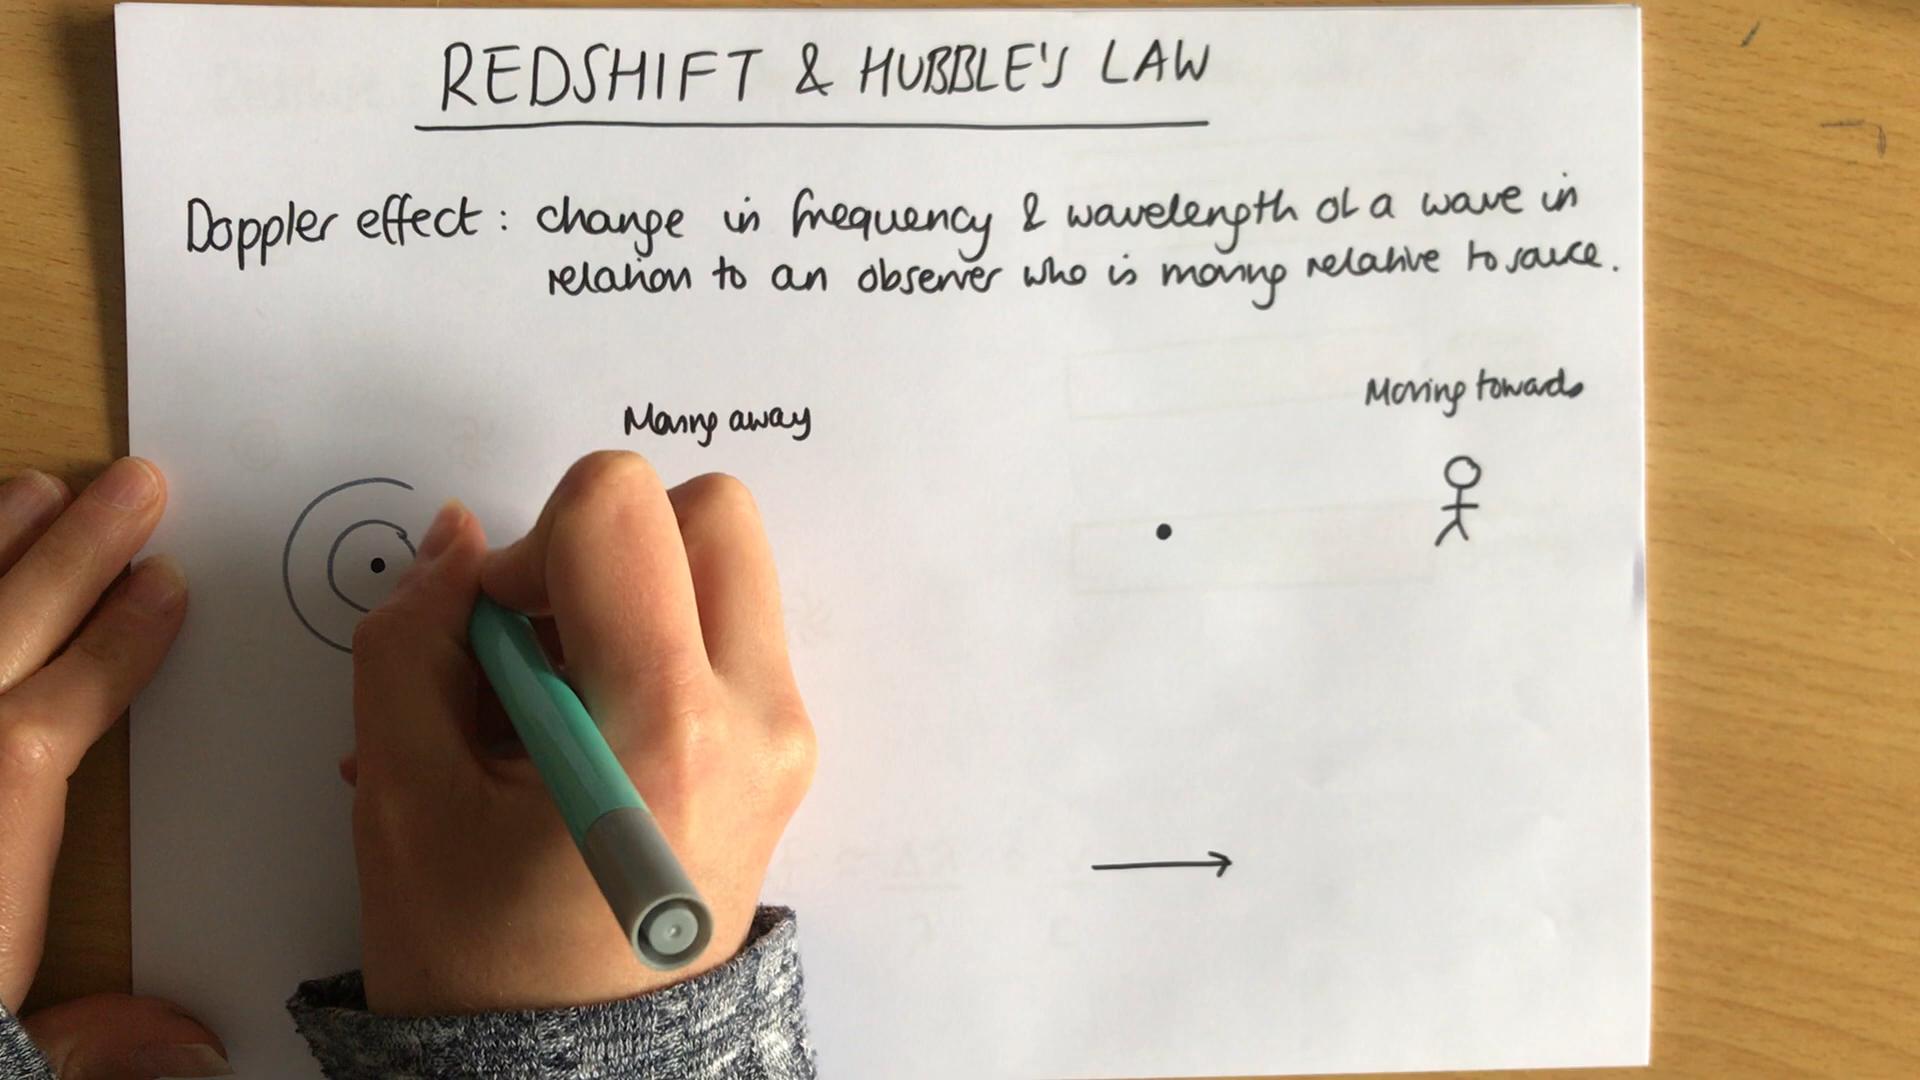 REDSHIFT & HUBBLE'S LAW
Doppler effect : change in frequency & wavelength of a wave in
relation to an observer who is moving relative to source.
Moving away
Moving towards